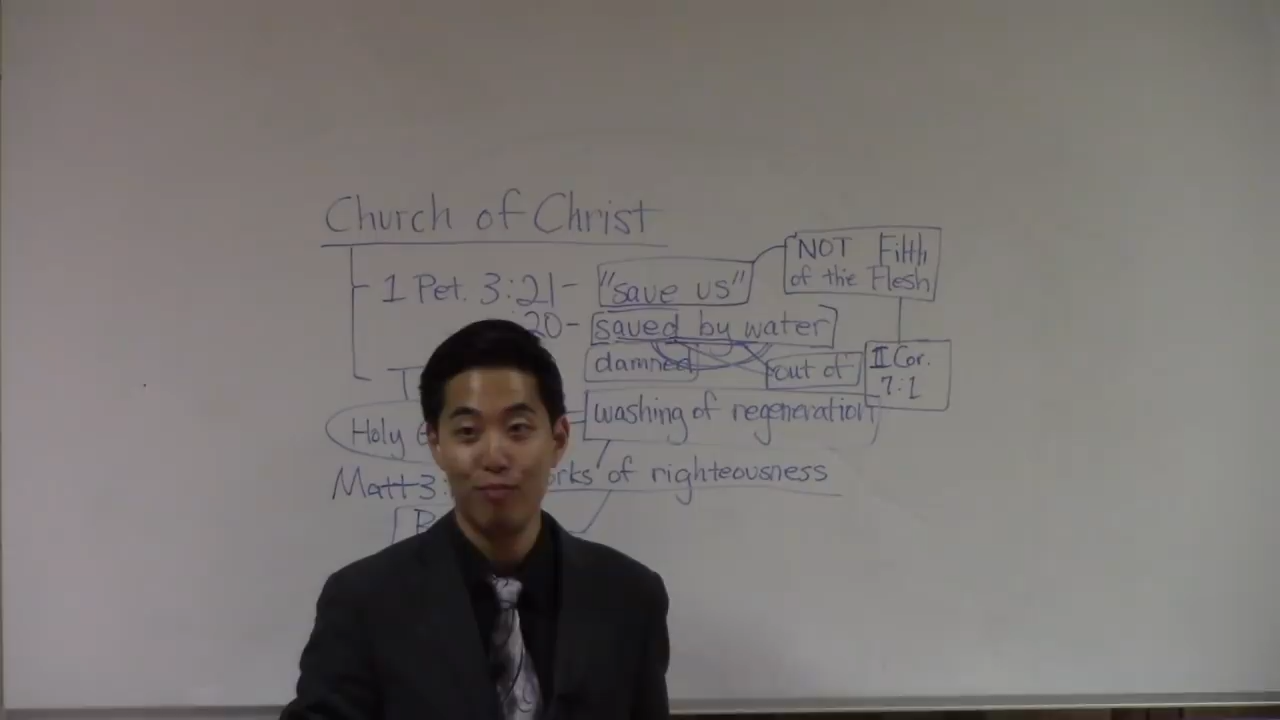 Church of Christ
1 Pet. 3:21- "save us"
NOT Filth
of the Flesh
:20- saved by water
damned
out of
II Cor.
7:1
T
Holy
washing of regeneration
Matt 3:
orks of righteousness
B